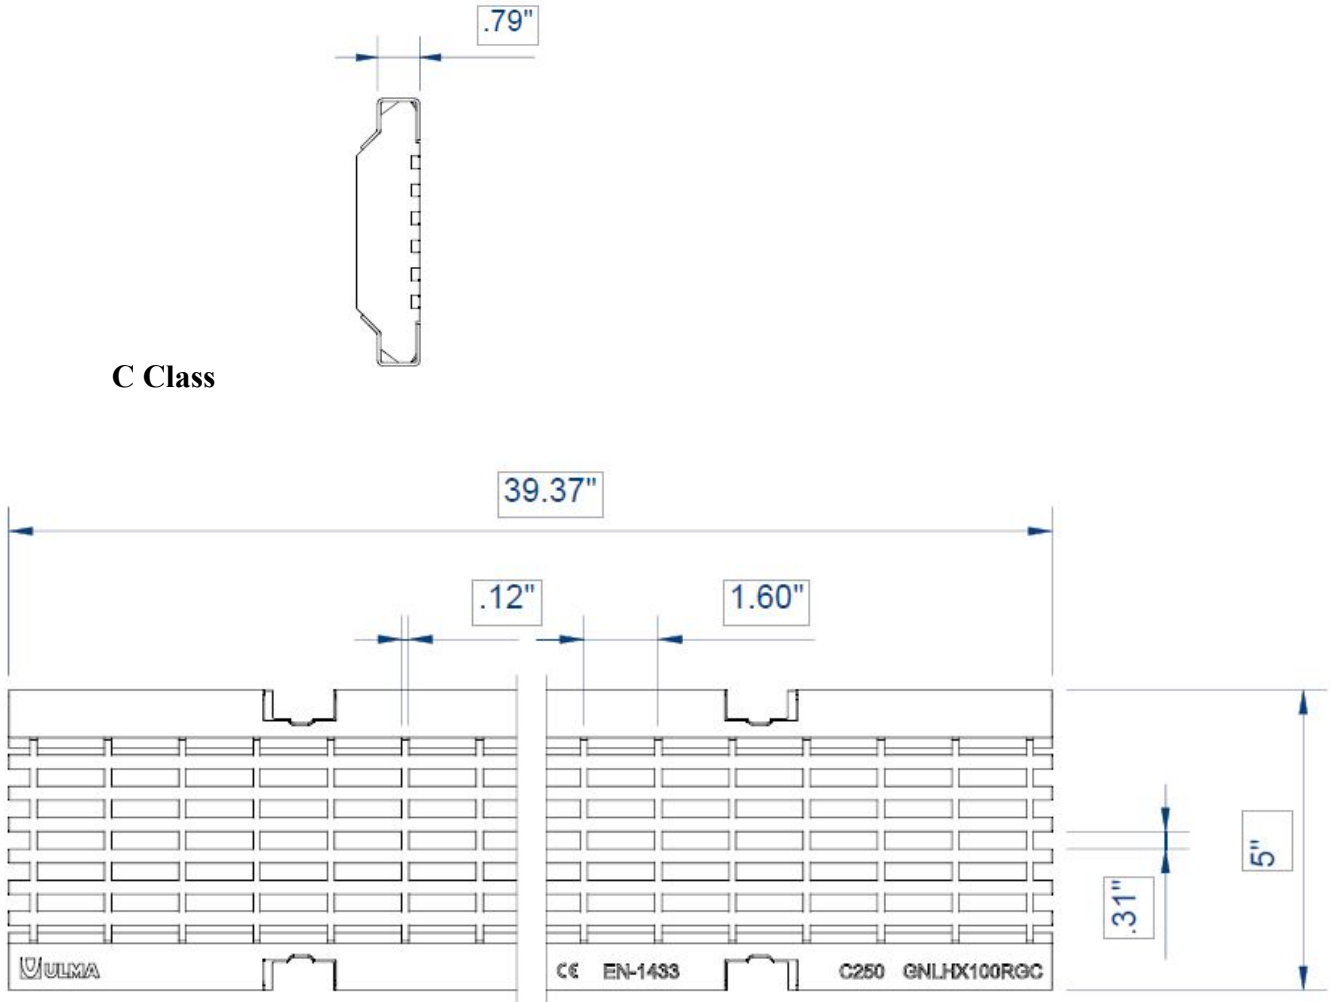 .79"
C Class
39.37"
.12"
1.60"
5"
.31"
ULMA
CE EN-1433
C250 GNLHX100RGC